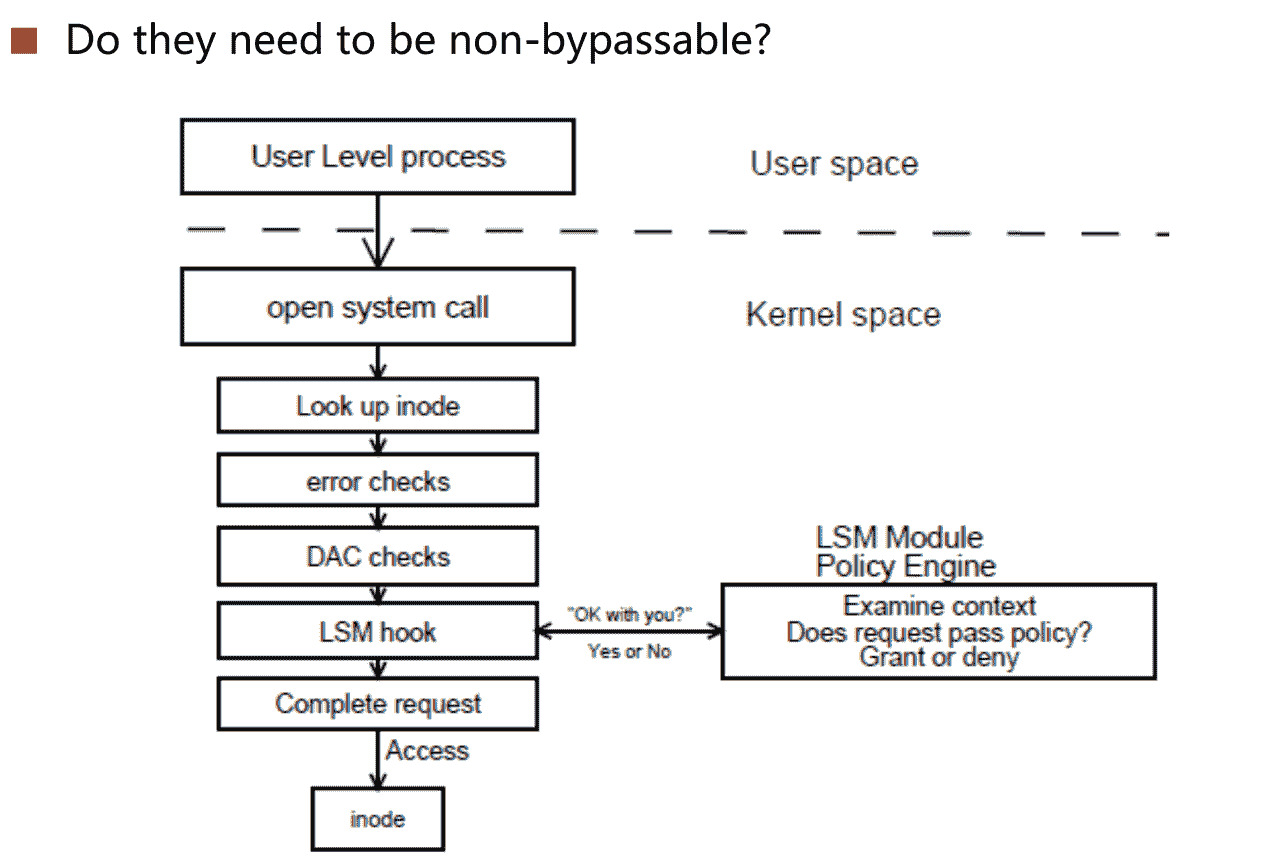 Do they need to be non-bypassable?
User Level process
User space
open system call
Kernel space
Look up inode
error checks
DAC checks
LSM Module
Policy Engine
LSM hook
"OK with you?"
Yes or No
Examine context
Does request pass policy?
Grant or deny
Complete request
Access
inode